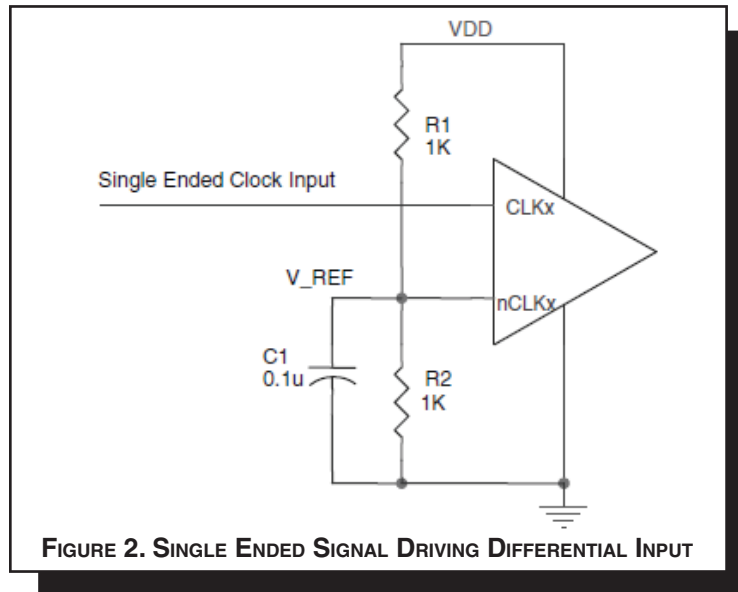 VDD
R1
1K
Single Ended Clock Input
CLKx
V_REF
nCLKx
C1
0.1u
R2
1K
FIGURE 2. SINGLE ENDED SIGNAL DRIVING DIFFERENTIAL INPUT